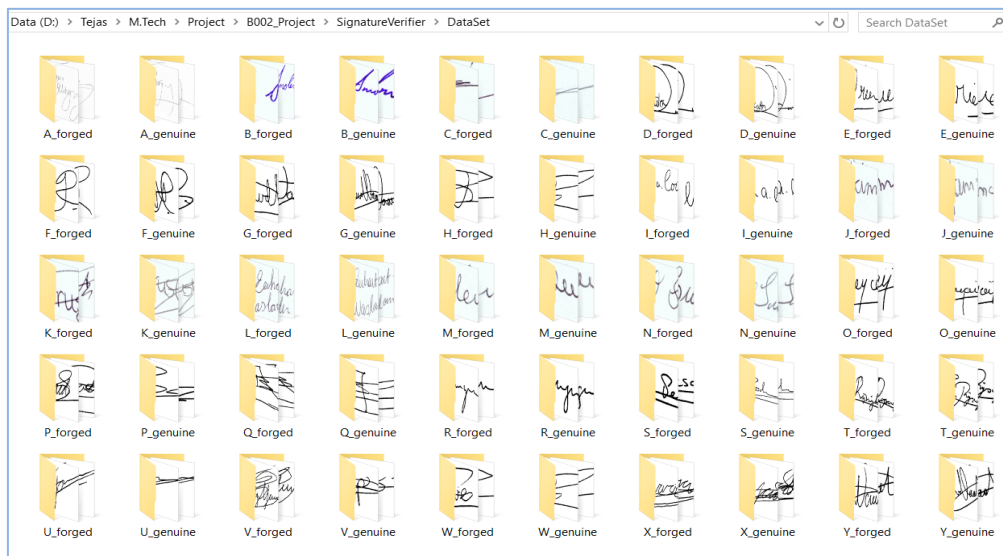 Data (D:) > Tejas > M.Tech > Project > B002_Project > SignatureVerifier > DataSet
Search DataSet
A_forged A_genuine B_forged B_genuine C_forged C_genuine D_forged D_genuine E_forged E_genuine
F_forged F_genuine G_forged G_genuine H_forged H_genuine I_forged I_genuine J_forged J_genuine
K_forged K_genuine L_forged L_genuine M_forged M_genuine N_forged N_genuine O_forged O_genuine
P_forged P_genuine Q_forged Q_genuine R_forged R_genuine S_forged S_genuine T_forged T_genuine
U_forged U_genuine V_forged V_genuine W_forged W_genuine X_forged X_genuine Y_forged Y_genuine